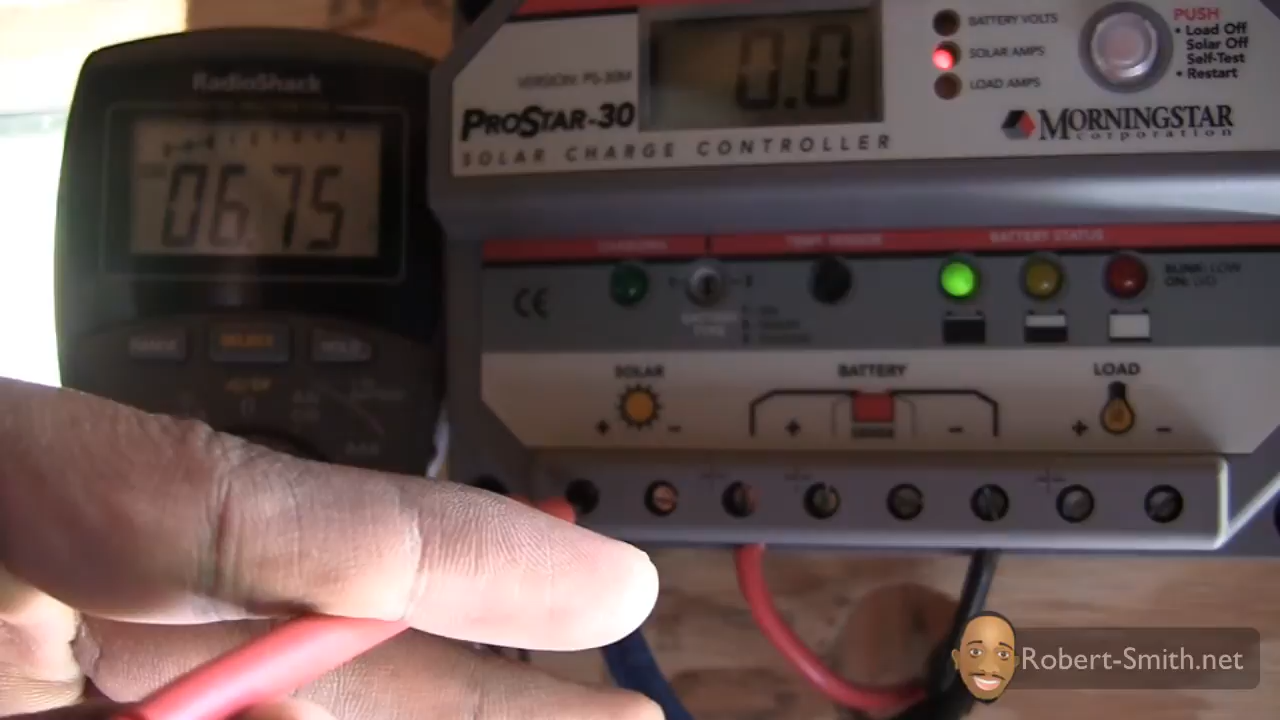 RadioShack
06.75
SELECT
HOLD
VERSION: PS-30M
PROSTAR-30
SOLAR CHARGE CONTROLLER
0.0
BATTERY VOLTS
SOLAR AMPS
LOAD AMPS
PUSH
• Load Off
Solar Off
Self-Test
• Restart
MORNINGSTAR
corporation
CHARGING
TEMP. SENSOR
BATTERY STATUS
CE
BLINK: LOW
ON: LVD
SOLAR
+ -
BATTERY
+ -
LOAD
+ -
Robert-Smith.net